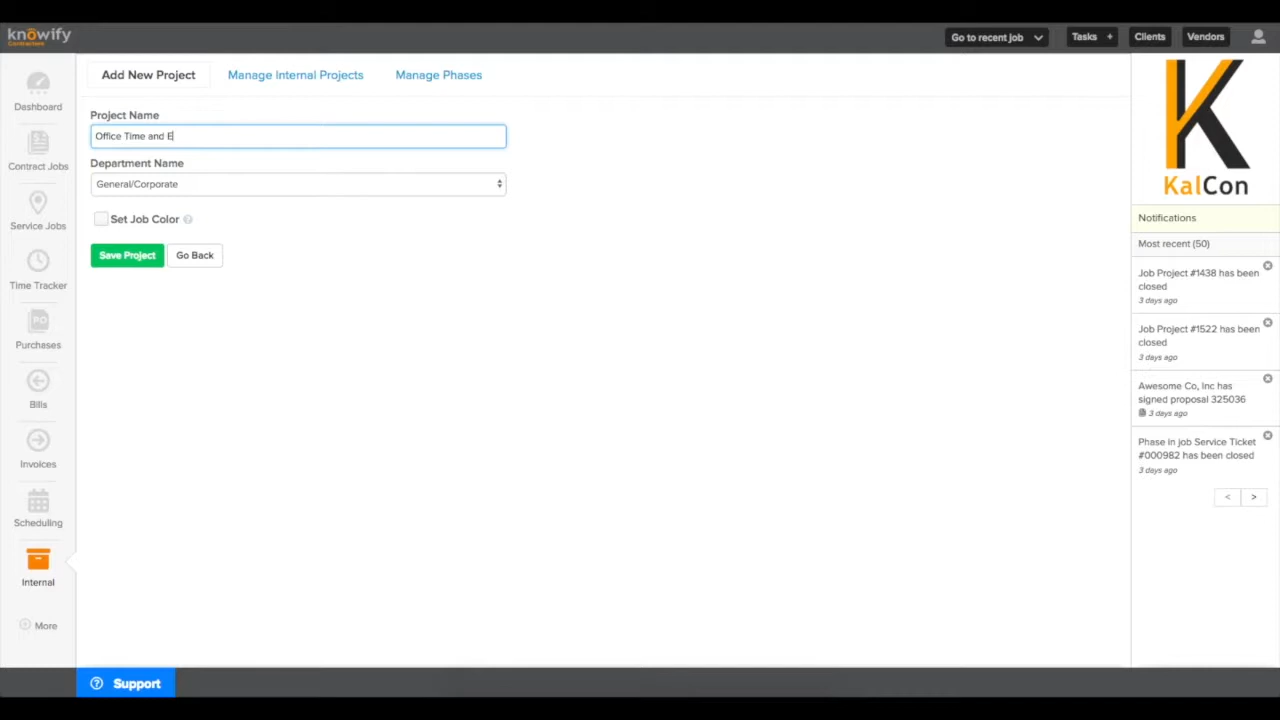 knowify
Contractors
Go to recent job
Tasks +
Clients
Vendors
Dashboard
Contract Jobs
Service Jobs
Time Tracker
PO
Purchases
Bills
Invoices
Scheduling
Internal
More
Add New Project
Manage Internal Projects
Manage Phases
Project Name
Office Time and E
Department Name
General/Corporate
Set Job Color ?
Save Project
Go Back
K
KalCon
Notifications
Most recent (50)
Job Project #1438 has been
closed
3 days ago
Job Project #1522 has been
closed
3 days ago
Awesome Co, Inc has
signed proposal 325036
3 days ago
Phase in job Service Ticket
#000982 has been closed
3 days ago
< >
? Support